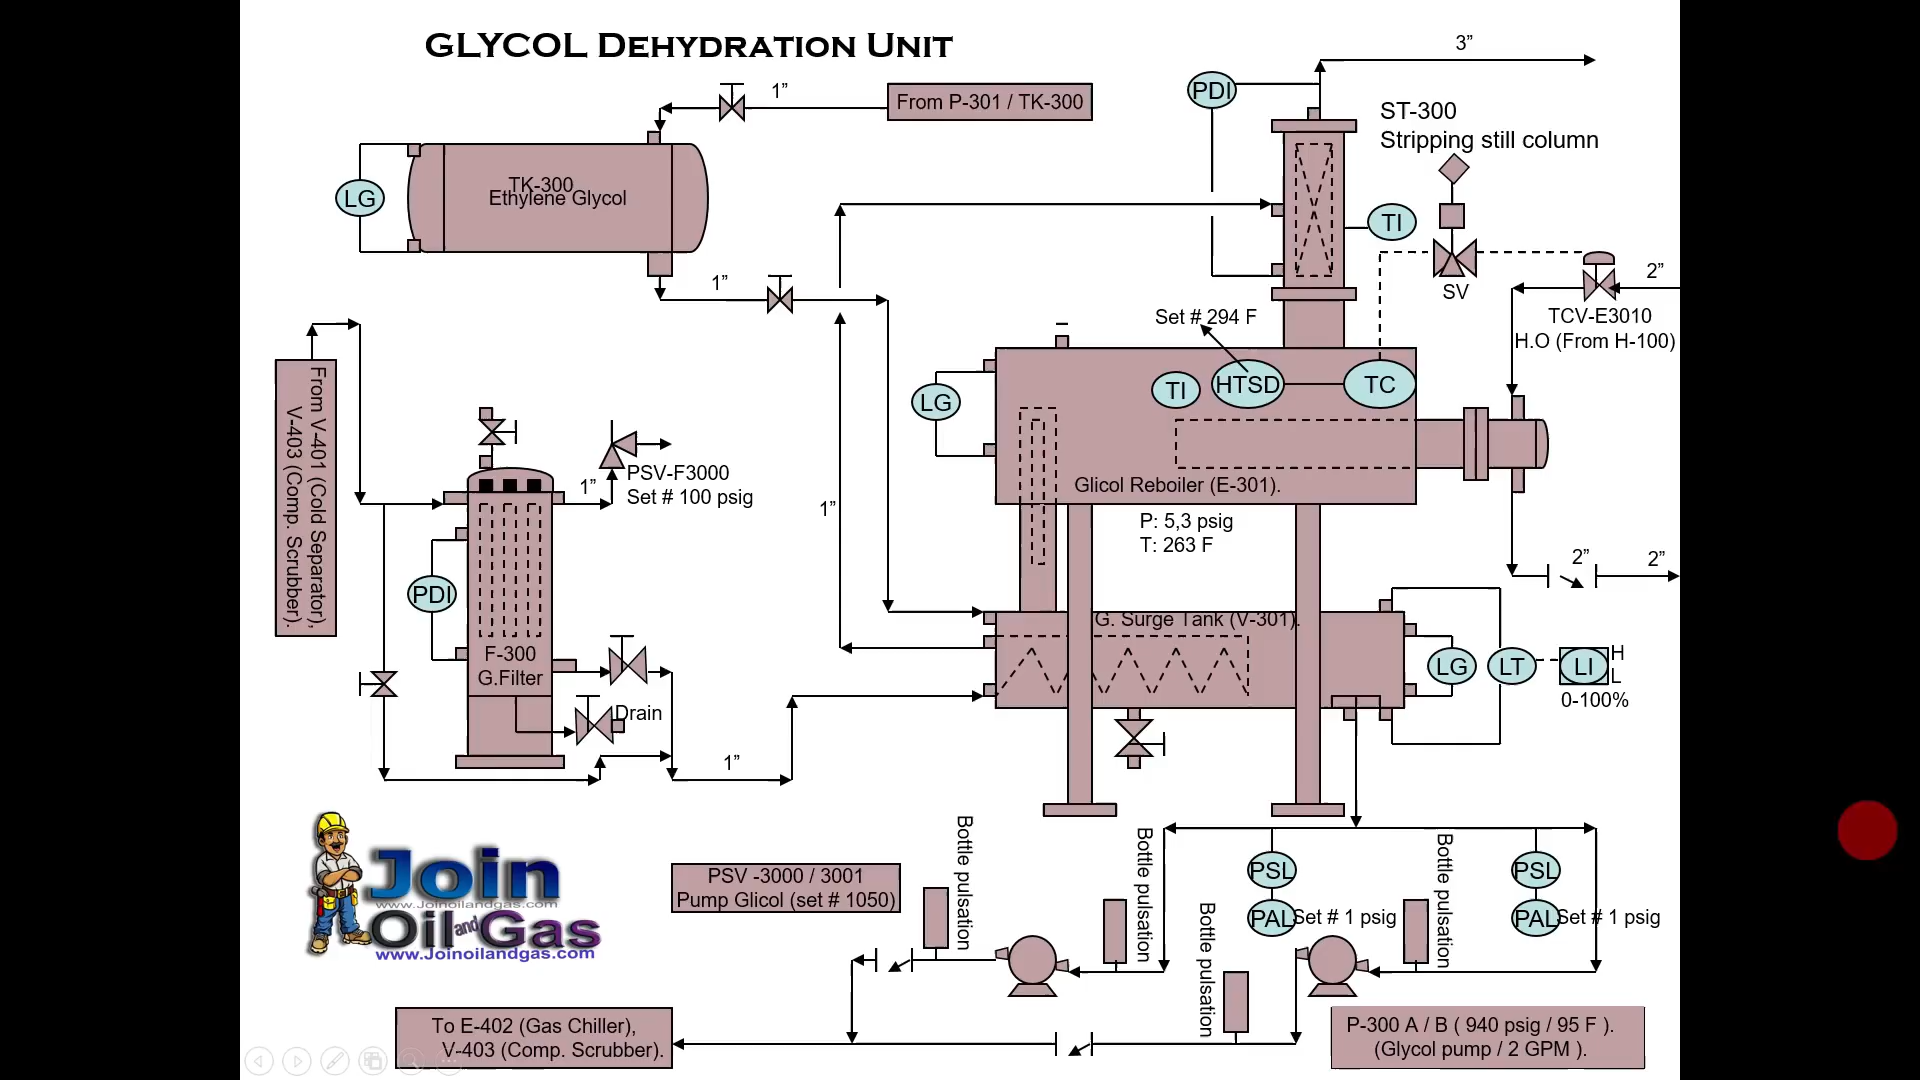 GLYCOL DEHYDRATION UNIT
3”
1”
From P-301 / TK-300
PDI
ST-300
Stripping still column
TK-300
Ethylene Glycol
LG
TI
1”
SV
2”
TCV-E3010
H.O (From H-100)
Set # 294 F
TI
HTSD
TC
LG
From V-401 (Cold Separator),
V-403 (Comp. Scrubber).
1”
PSV-F3000
Set # 100 psig
1”
Glicol Reboiler (E-301).
P: 5,3 psig
T: 263 F
2”
2”
PDI
G. Surge Tank (V-301).
F-300
G.Filter
LG
LT
LI
H
L
0-100%
Drain
1”
Join
www.Joinoilandgas.com
Oil and Gas
www.Joinoilandgas.com
PSV -3000 / 3001
Pump Glicol (set # 1050)
Bottle pulsation
Bottle pulsation
Bottle pulsation
Bottle pulsation
PSL
PAL
Set # 1 psig
PSL
PAL
Set # 1 psig
To E-402 (Gas Chiller),
V-403 (Comp. Scrubber).
P-300 A / B ( 940 psig / 95 F ).
(Glycol pump / 2 GPM ).